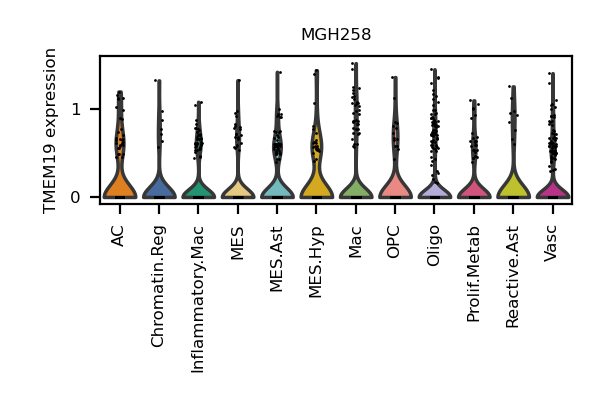 MGH258
TMEM19 expression
1
0
AC
Chromatin.Reg
Inflammatory.Mac
MES
MES.Ast
MES.Hyp
Mac
OPC
Oligo
Prolif.Metab
Reactive.Ast
Vasc